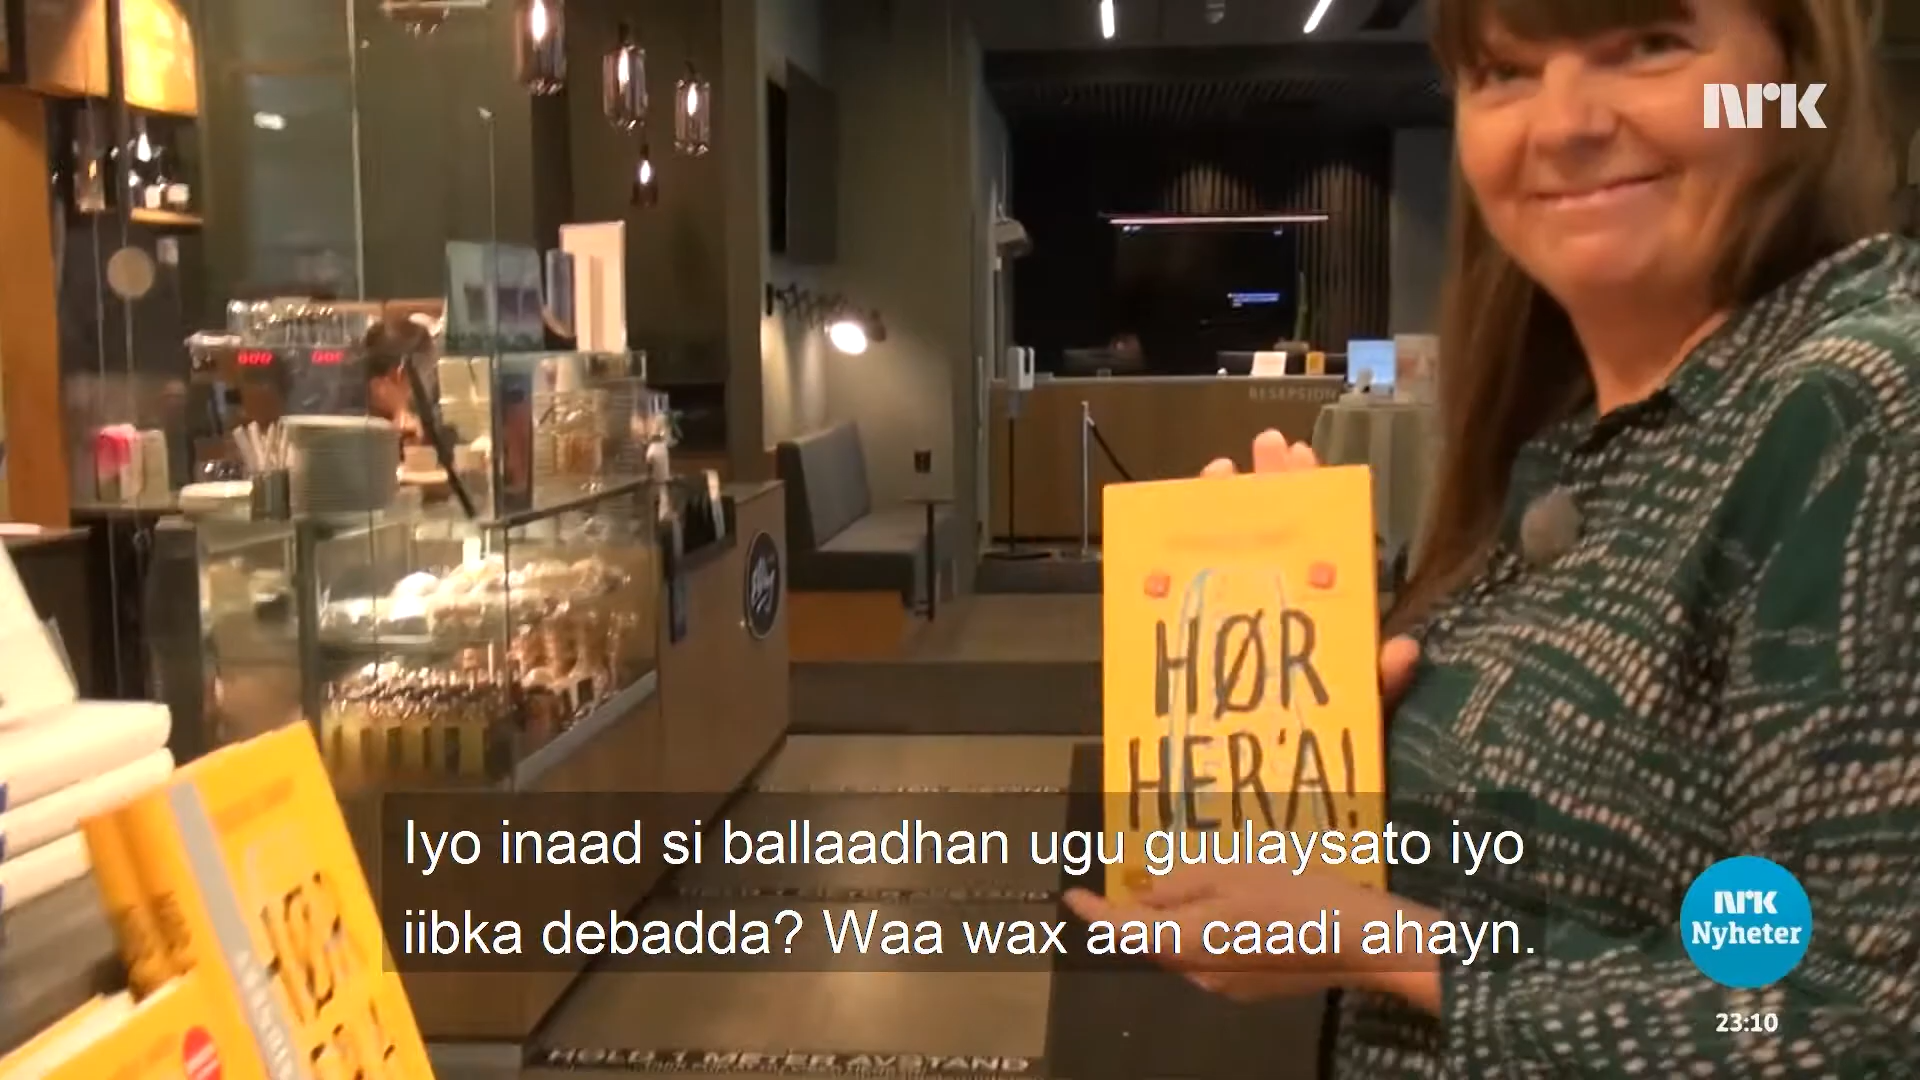 NRK
RESEPSJON
HØR
HER'A!
Iyo inaad si ballaadhan ugu guulaysato iyo
iibka debadda? Waa wax aan caadi ahayn.
NRK
Nyheter
23:10
HOLD 1 METER AVSTAND